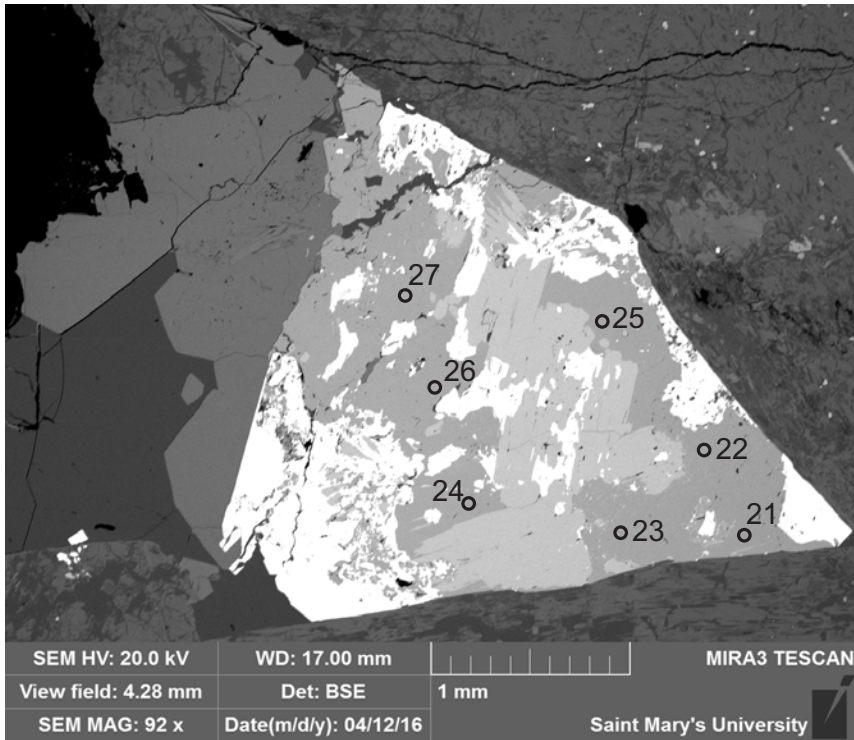 27
25
26
22
24
23
21
SEM HV: 20.0 kV
WD: 17.00 mm
MIRA3 TESCAN
View field: 4.28 mm
Det: BSE
1 mm
SEM MAG: 92 x
Date(m/d/y): 04/12/16
Saint Mary's University